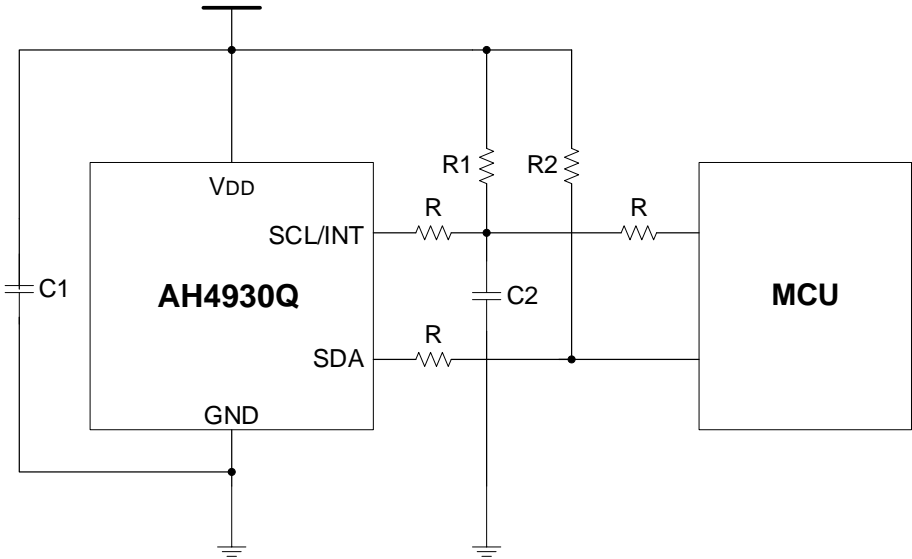 R1
R2
VDD
R
R
SCL/INT
C1
AH4930Q
C2
MCU
R
SDA
GND